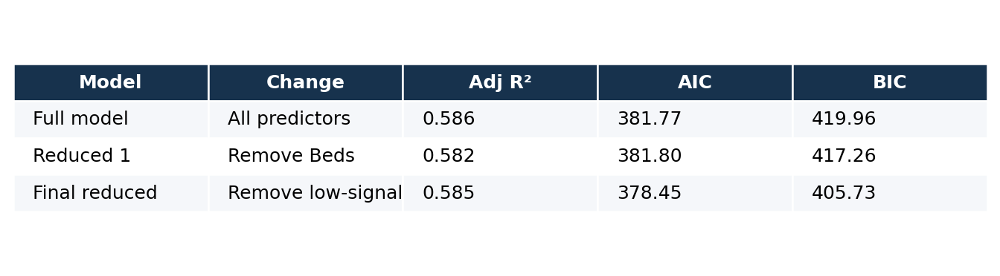 Model Change Adj R² AIC BIC
Full model All predictors 0.586 381.77 419.96
Reduced 1 Remove Beds 0.582 381.80 417.26
Final reduced Remove low-signal 0.585 378.45 405.73